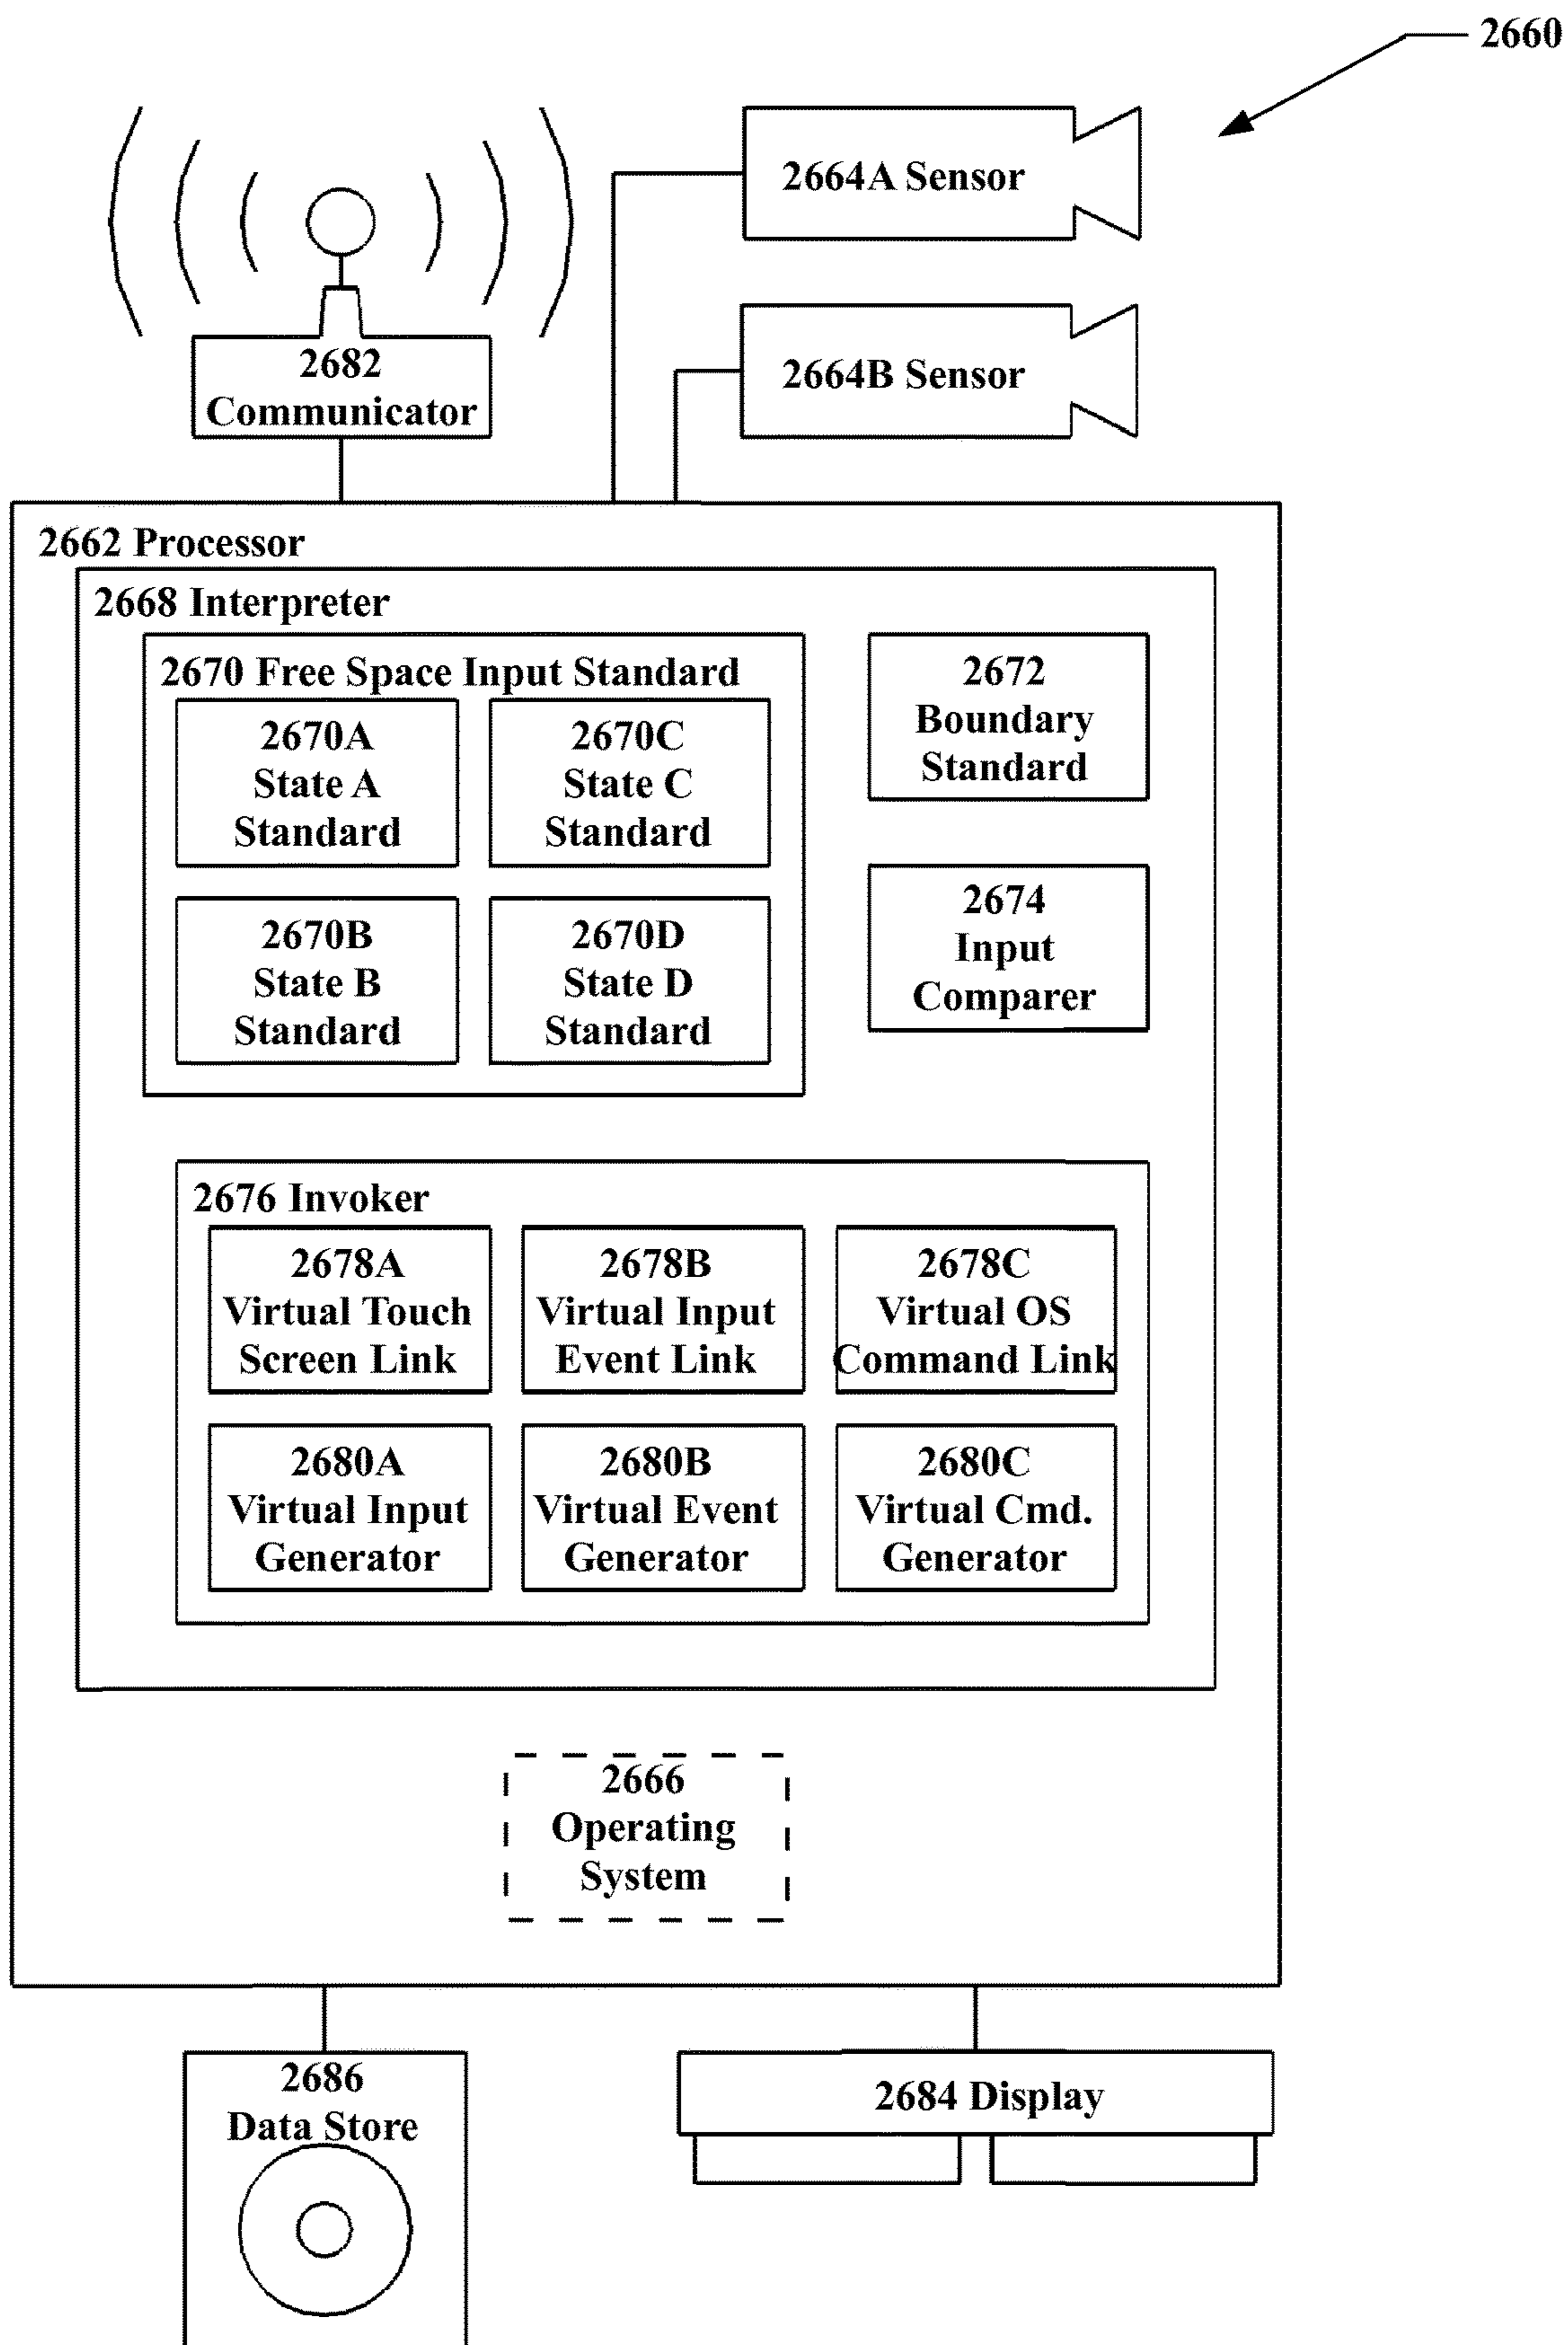 2660
2664A Sensor
2664B Sensor
2682
Communicator
2662 Processor
2668 Interpreter
2670 Free Space Input Standard
2670A
State A
Standard
2670C
State C
Standard
2670B
State B
Standard
2670D
State D
Standard
2672
Boundary
Standard
2674
Input
Comparer
2676 Invoker
2678A
Virtual Touch
Screen Link
2678B
Virtual Input
Event Link
2678C
Virtual OS
Command Link
2680A
Virtual Input
Generator
2680B
Virtual Event
Generator
2680C
Virtual Cmd.
Generator
2666
Operating
System
2686
Data Store
2684 Display